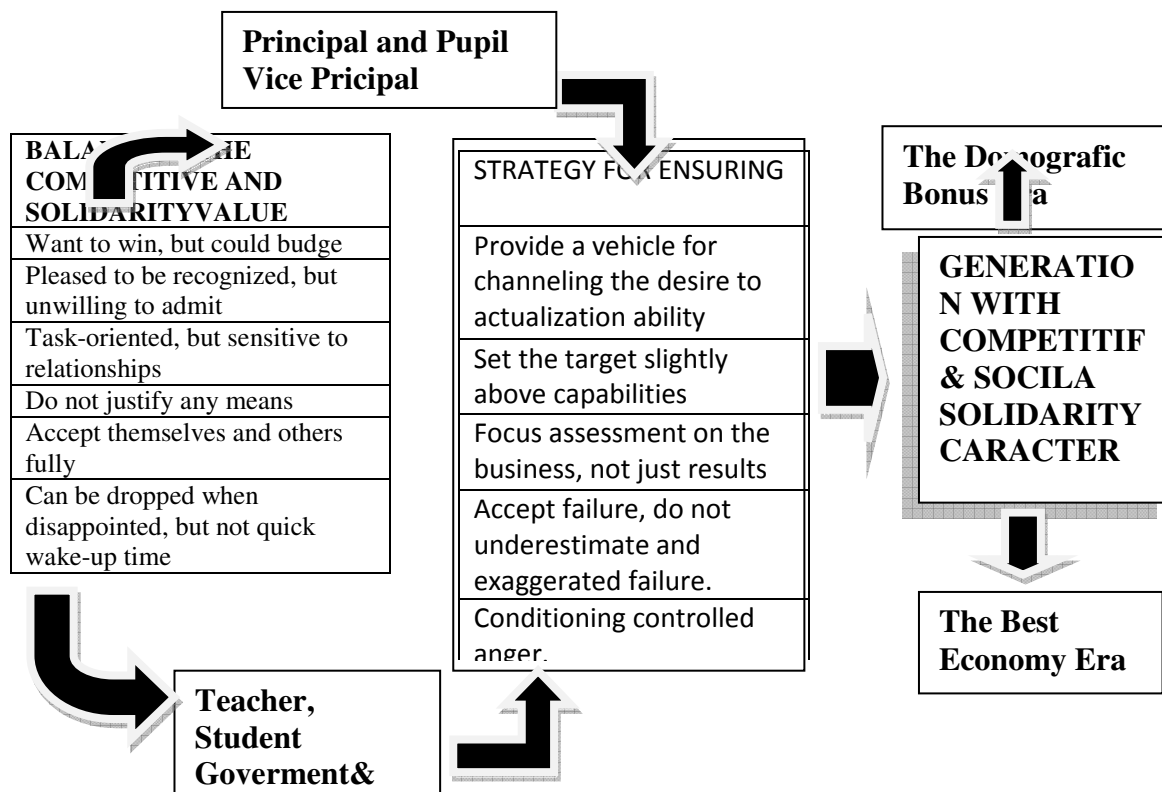 Principal and Pupil
Vice Pricipal
THE
COMPETITIVE AND
SOLIDARITYVALUE
Want to win, but could budge
Pleased to be recognized, but
unwilling to admit
Task-oriented, but sensitive to
relationships
Do not justify any means
Accept themselves and others
fully
Can be dropped when
disappointed, but not quick
wake-up time
Teacher,
Student
Goverment&
STRATEGY FOR ENSURING
Provide a vehicle for
channeling the desire to
actualization ability
Set the target slightly
above capabilities
Focus assessment on the
business, not just results
Accept failure, do not
underestimate and
exaggerated failure.
Conditioning controlled
anger.
The Domografic
Bonus Era
GENERATIO
N WITH
COMPETITIF
& SOCILA
SOLIDARITY
CARACTER
The Best
Economy Era